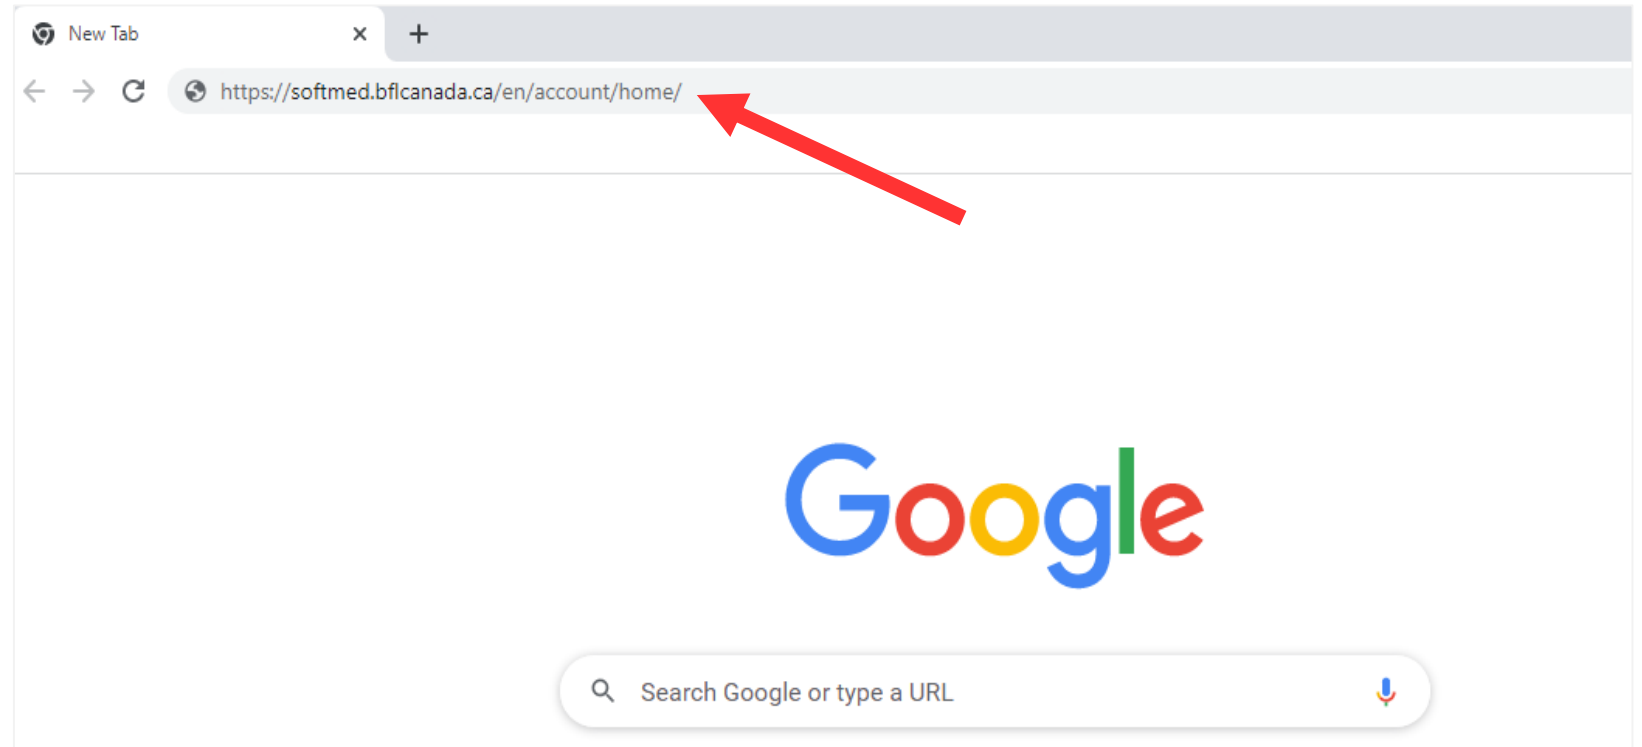 New Tab
https://softmed.bflcanada.ca/en/account/home/
Google
Search Google or type a URL